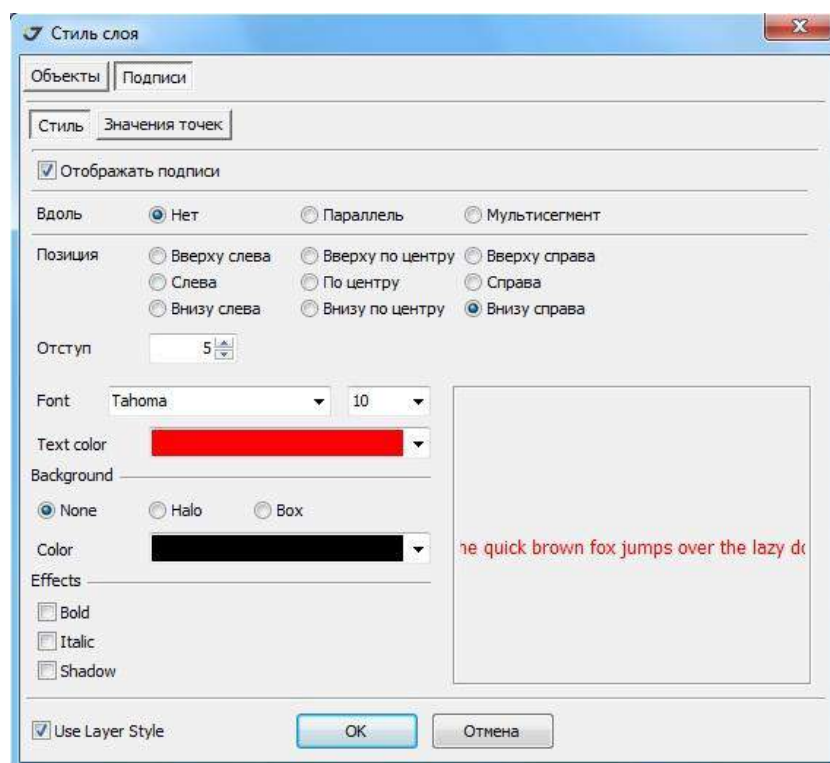 Стиль слоя
Объекты Подписи
Стиль Значения точек
Отображать подписи
Вдоль Нет Параллель Мультисегмент
Позиция Вверху слева Вверху по центру Вверху справа
Слева По центру Справа
Внизу слева Внизу по центру Внизу справа
Отступ 5
Font Tahoma 10
Text color
Background
None Halo Box
Color
he quick brown fox jumps over the lazy do
Effects
Bold
Italic
Shadow
Use Layer Style OK Отмена